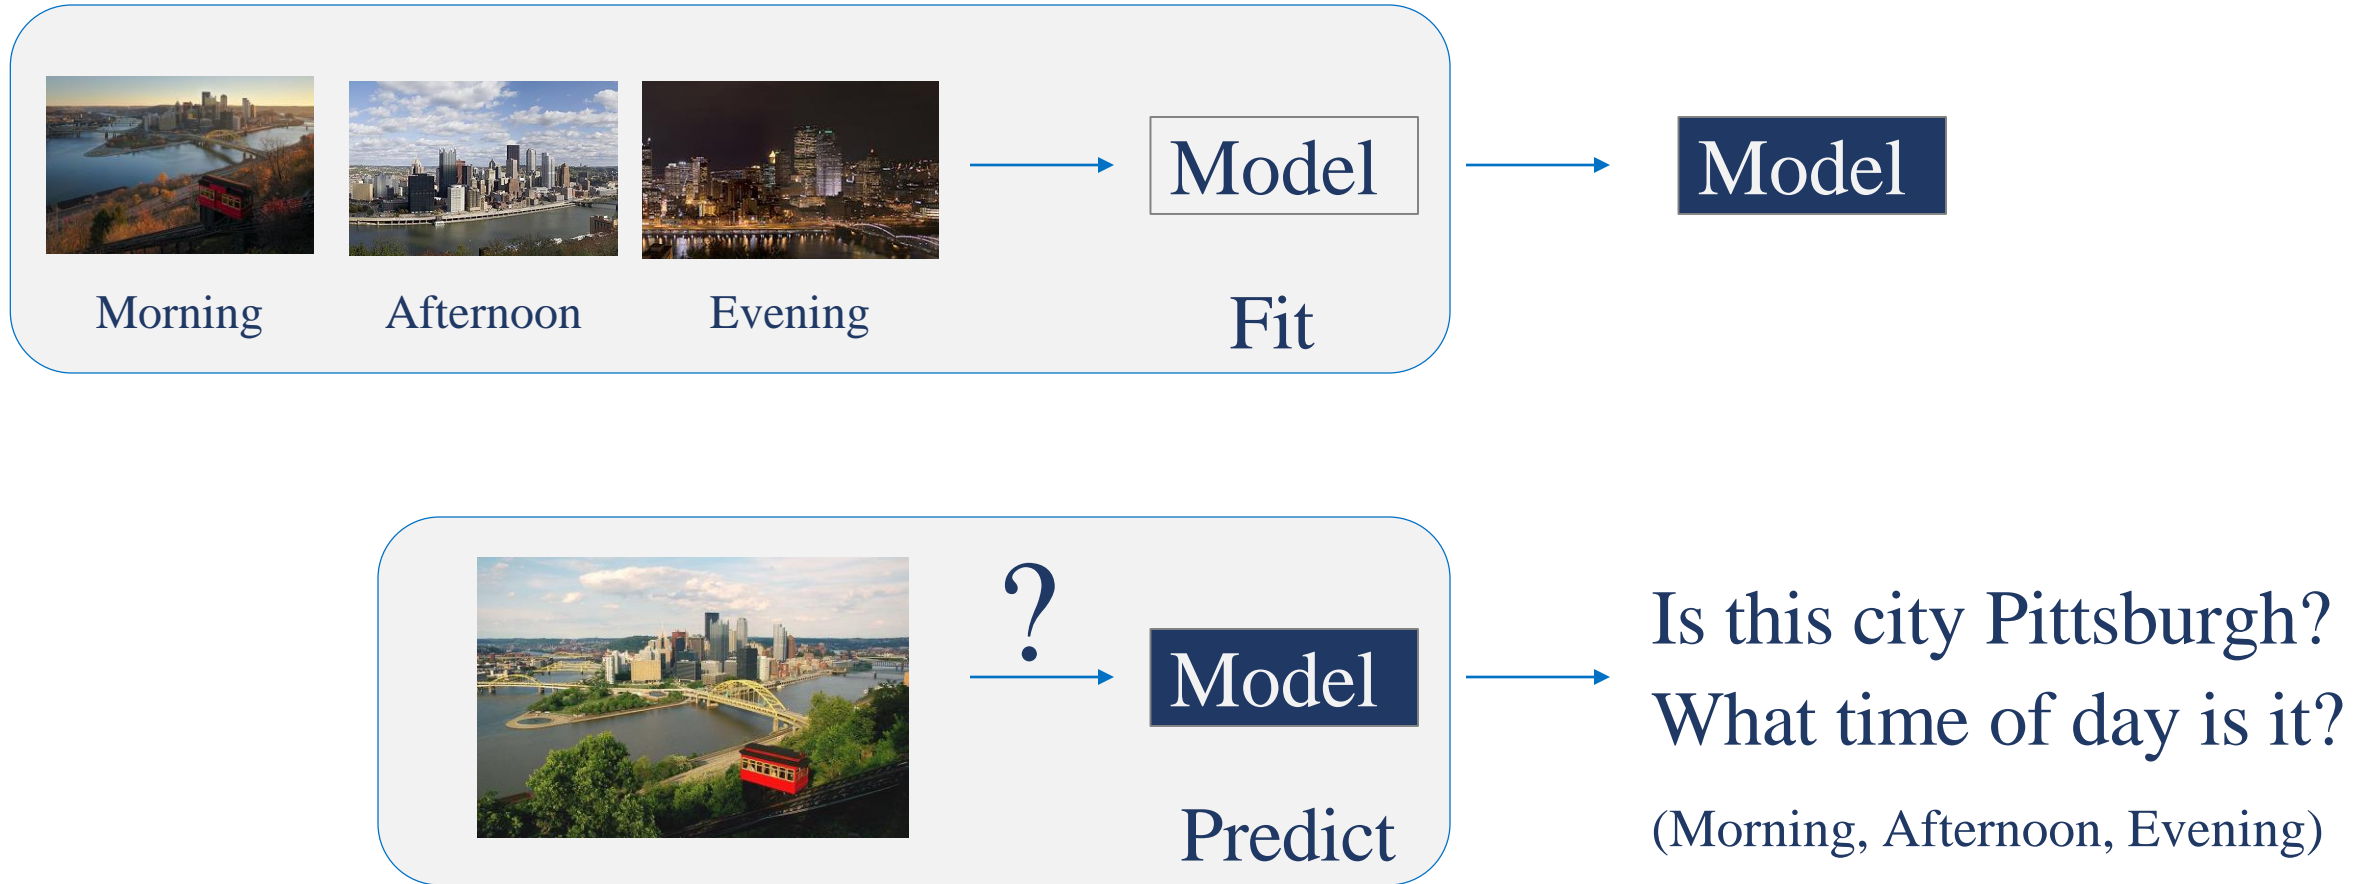 Model
Model
Morning
Afternoon
Evening
Fit
?
Model
Predict
Is this city Pittsburgh?
What time of day is it?
(Morning, Afternoon, Evening)